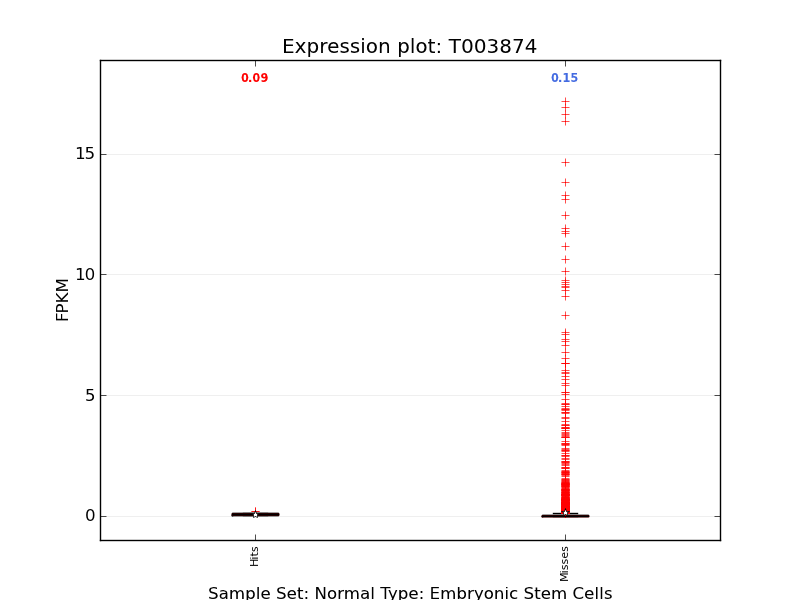 Expression plot: T003874
0.09
0.15
15
10
5
0
FPKM
Hits
Misses
Sample Set: Normal Type: Embryonic Stem Cells